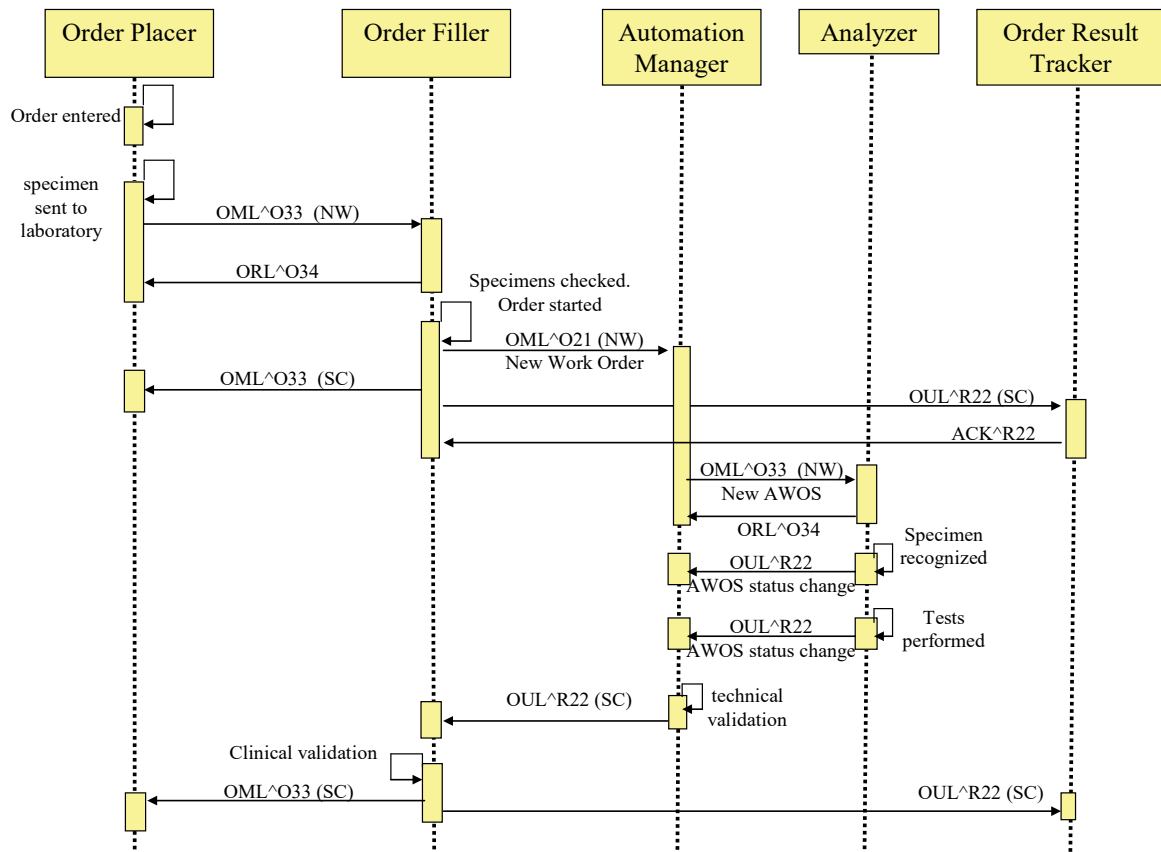 Order Placer
Order Filler
Automation
Manager
Analyzer
Order Result
Tracker
Order entered
specimen
sent to
laboratory
OML^O33 (NW)
ORL^O34
Specimens checked.
Order started
OML^O21 (NW)
New Work Order
OML^O33 (SC)
OUL^R22 (SC)
ACK^R22
OML^O33 (NW)
New AWOS
ORL^O34
Specimen
recognized
OUL^R22
AWOS status change
Tests
performed
OUL^R22
AWOS status change
technical
validation
OUL^R22 (SC)
Clinical validation
OML^O33 (SC)
OUL^R22 (SC)